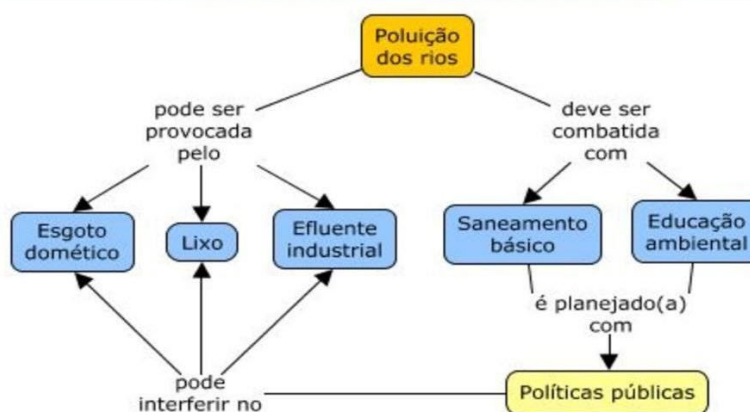 Poluição
dos rios
pode ser
provocada
pelo
deve ser
combatida
com
Esgoto
domético
Lixo
Efluente
industrial
Saneamento
básico
Educação
ambiental
é planejado(a)
com
pode
interferir no
Políticas públicas